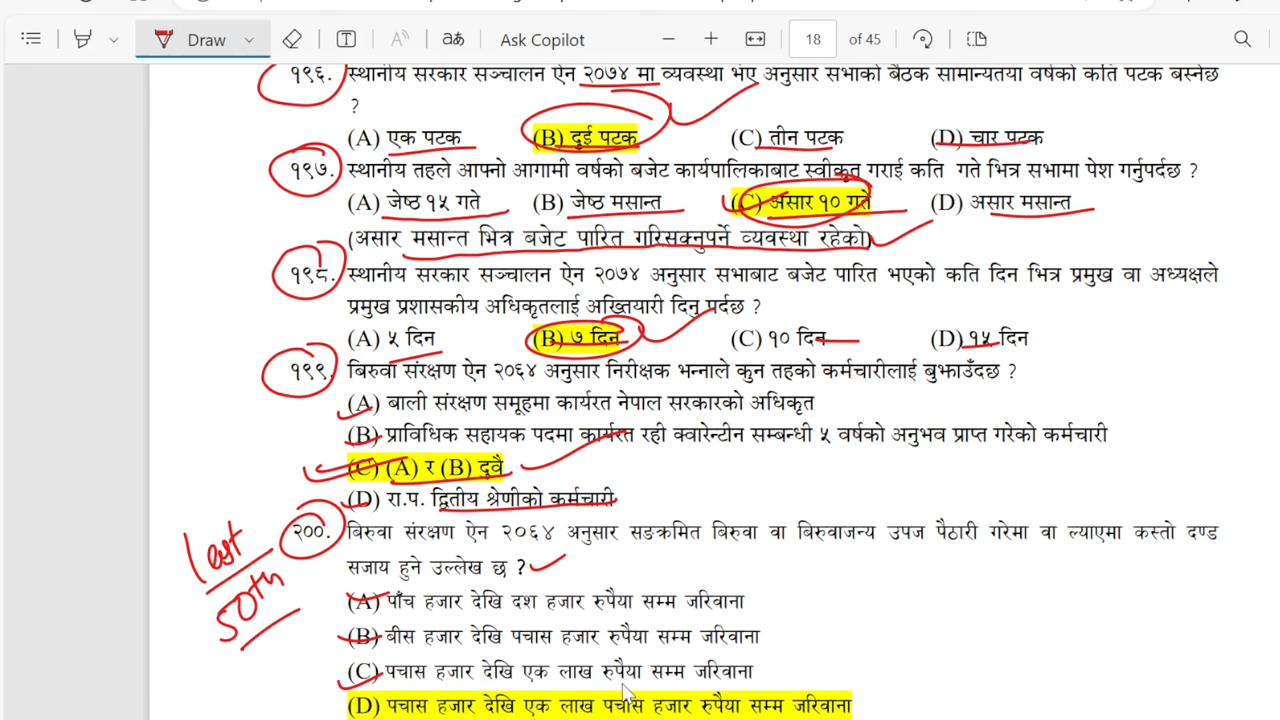 Draw
Ask Copilot
18 of 45
१९६. स्थानीय सरकार सञ्चालन ऐन २०७४ मा व्यवस्था भए अनुसार सभाको बैठक सामान्यतया वर्षको कति पटक बस्नेछ
?
(A) एक पटक (B) दुई पटक (C) तीन पटक (D) चार पटक
१९७. स्थानीय तहले आफ्नो आगामी वर्षको बजेट कार्यपालिकाबाट स्वीकृत गराई कति गते भित्र सभामा पेश गर्नुपर्दछ ?
(A) जेष्ठ १५ गते (B) जेष्ठ मसान्त (C) असार १० गते (D) असार मसान्त
(असार मसान्त भित्र बजेट पारित गरिसक्नुपर्ने व्यवस्था रहेको)
१९८. स्थानीय सरकार सञ्चालन ऐन २०७४ अनुसार सभाबाट बजेट पारित भएको कति दिन भित्र प्रमुख वा अध्यक्षले
प्रमुख प्रशासकीय अधिकृतलाई अख्तियारी दिनु पर्दछ ?
(A) ५ दिन (B) ७ दिन (C) १० दिन (D) १५ दिन
१९९. बिरुवा संरक्षण ऐन २०६४ अनुसार निरीक्षक भन्नाले कुन तहको कर्मचारीलाई बुझाउँदछ ?
(A) बाली संरक्षण समूहमा कार्यरत नेपाल सरकारको अधिकृत
(B) प्राविधिक सहायक पदमा कार्यरत रही क्वारेन्टीन सम्बन्धी ५ वर्षको अनुभव प्राप्त गरेको कर्मचारी
(C) (A) र (B) दुवै
(D) रा.प. द्वितीय श्रेणीको कर्मचारी
२००. बिरुवा संरक्षण ऐन २०६४ अनुसार सङक्रमित बिरुवा वा बिरुवाजन्य उपज पैठारी गरेमा वा ल्याएमा कस्तो दण्ड
सजाय हुने उल्लेख छ ?
last
50th
(A) पाँच हजार देखि दश हजार रुपैया सम्म जरिवाना
(B) बीस हजार देखि पचास हजार रुपैया सम्म जरिवाना
(C) पचास हजार देखि एक लाख रुपैया सम्म जरिवाना
(D) पचास हजार देखि एक लाख पचास हजार रुपैया सम्म जरिवाना